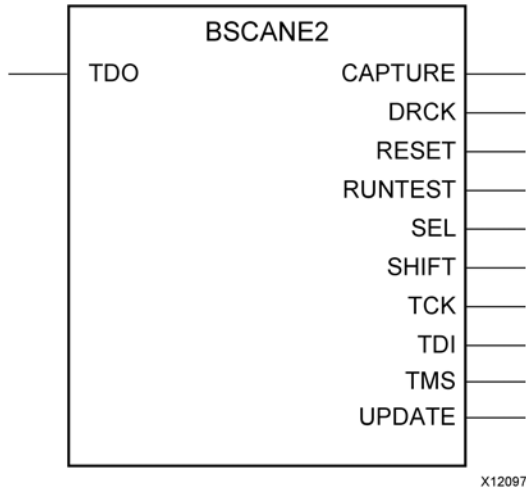 BSCANE2
TDO CAPTURE
DRCK
RESET
RUNTEST
SEL
SHIFT
TCK
TDI
TMS
UPDATE
X12097